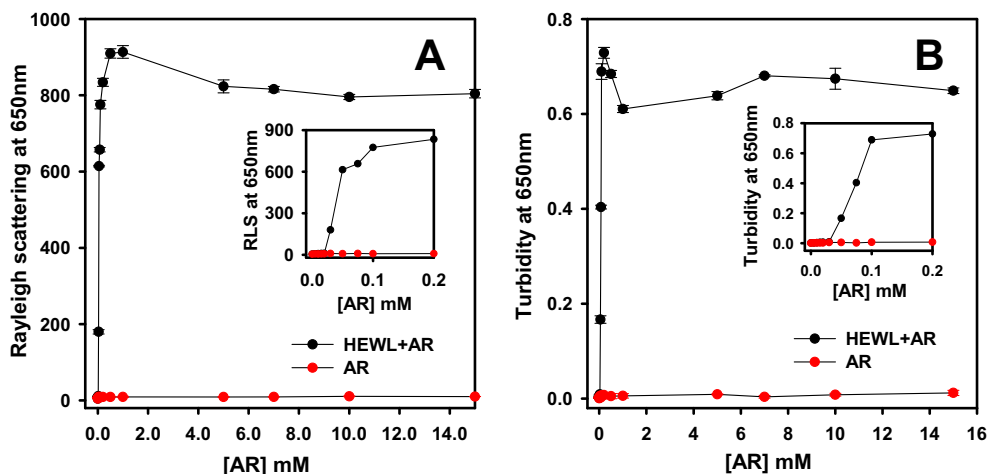 A
Rayleigh scattering at 650nm
1000
800
600
400
200
0
0.0 2.0 4.0 6.0 8.0 10.0 12.0 14.0
[AR] mM
RLS at 650nm
900
600
300
0
0.0 0.1 0.2
[AR] mM
HEWL+AR
AR
B
Turbidity at 650nm
0.8
0.6
0.4
0.2
0.0
0 2 4 6 8 10 12 14 16
[AR] mM
Turbidity at 650nm
0.8
0.6
0.4
0.2
0.0
0.0 0.1 0.2
[AR] mM
HEWL+AR
AR